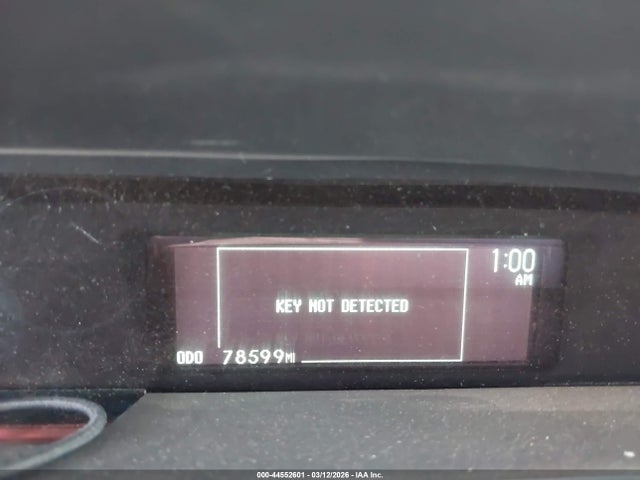 1:00
AM
KEY NOT DETECTED
ODO 78599MI
000-44552601 - 03/12/2026 - IAA Inc.